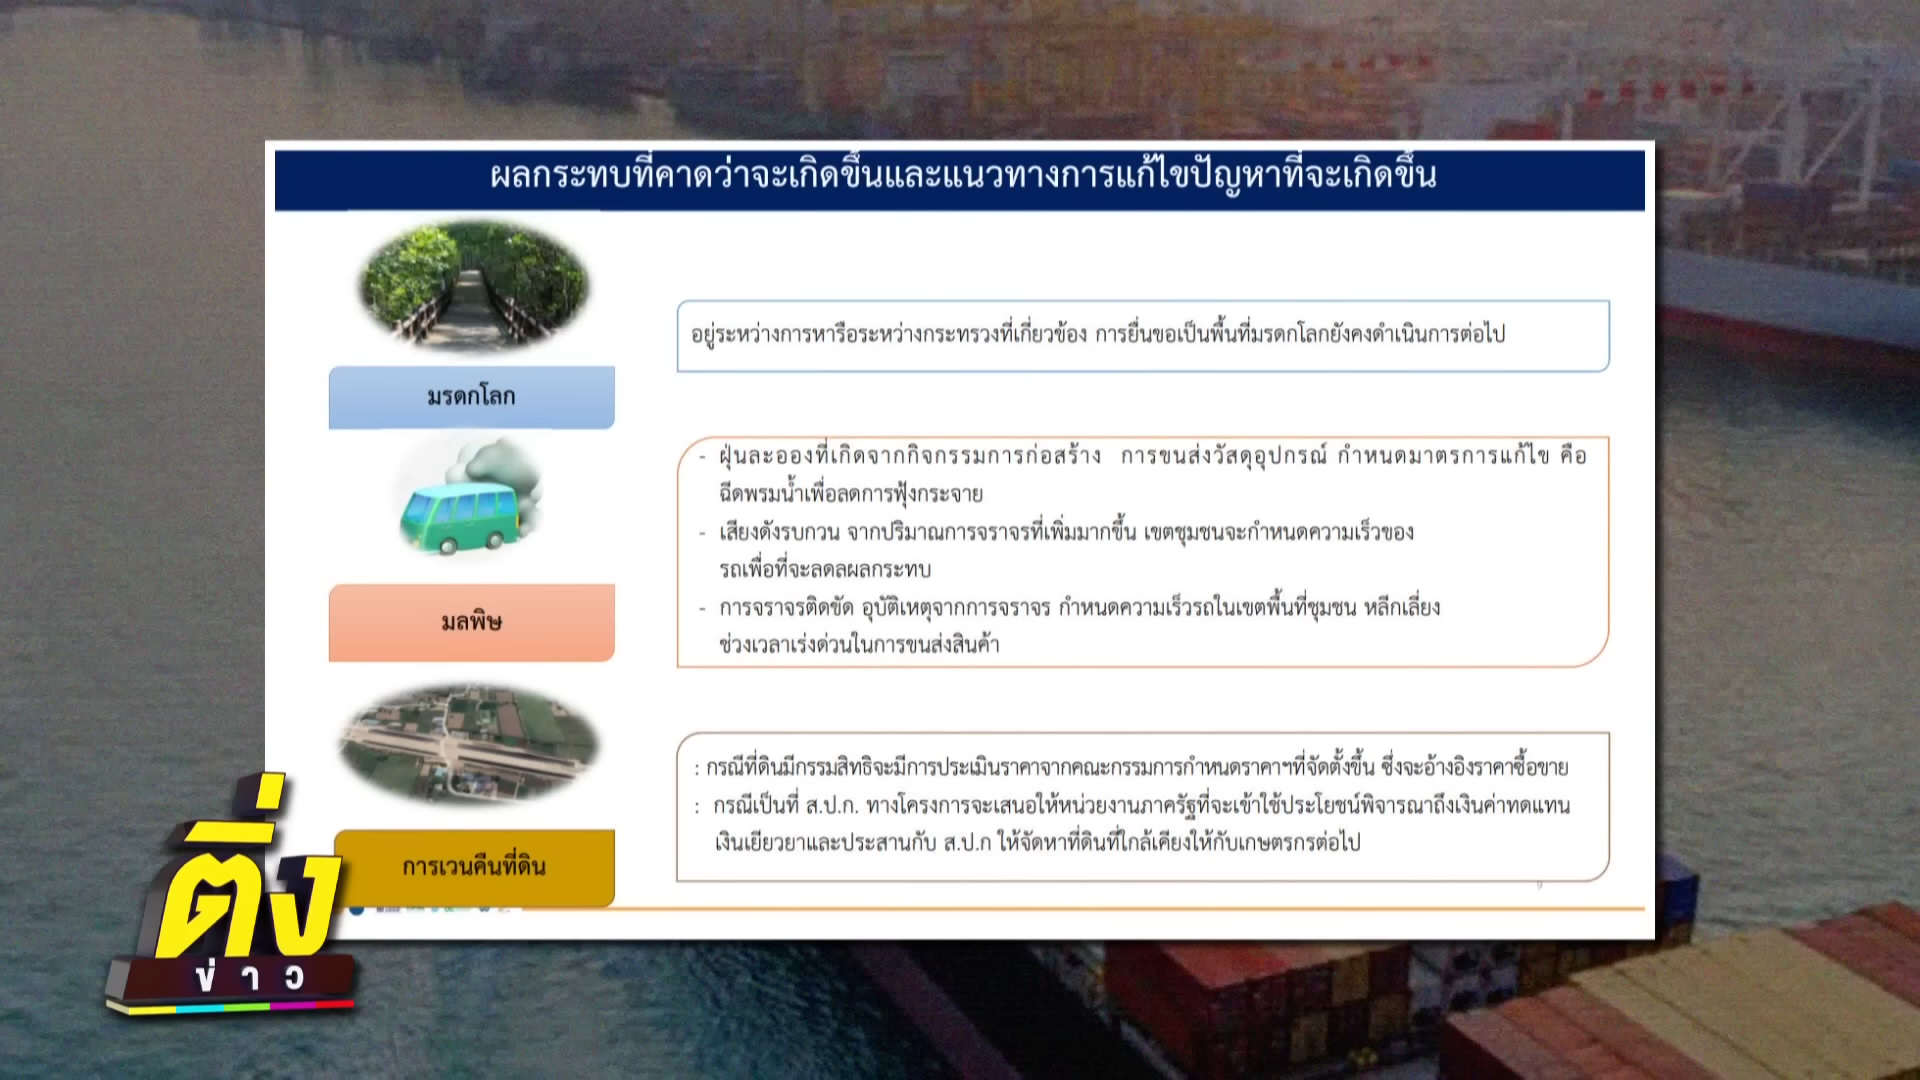 ผลกระทบที่คาดว่าจะเกิดขึ้นและแนวทางการแก้ไขปัญหาที่จะเกิดขึ้น
มรดกโลก
อยู่ระหว่างการหารือระหว่างกระทรวงที่เกี่ยวข้อง การยื่นขอเป็นพื้นที่มรดกโลกยังคงดำเนินการต่อไป
มลพิษ
- ฝุ่นละอองที่เกิดจากกิจกรรมการก่อสร้าง การขนส่งวัสดุอุปกรณ์ กำหนดมาตรการแก้ไข คือ
ฉีดพรมน้ำเพื่อลดการฟุ้งกระจาย
- เสียงดังรบกวน จากปริมาณการจราจรที่เพิ่มมากขึ้น เขตชุมชนจะกำหนดความเร็วของ
รถเพื่อที่จะลดลผลกระทบ
- การจราจรติดขัด อุบัติเหตุจากการจราจร กำหนดความเร็วรถในเขตพื้นที่ชุมชน หลีกเลี่ยง
ช่วงเวลาเร่งด่วนในการขนส่งสินค้า
การเวนคืนที่ดิน
: กรณีที่ดินมีกรรมสิทธิจะมีการประเมินราคาจากคณะกรรมการกำหนดราคาฯที่จัดตั้งขึ้น ซึ่งจะอ้างอิงราคาซื้อขาย
: กรณีเป็นที่ ส.ป.ก. ทางโครงการจะเสนอให้หน่วยงานภาครัฐที่จะเข้าใช้ประโยชน์พิจารณาถึงเงินค่าทดแทน
เงินเยียวยาและประสานกับ ส.ป.ก ให้จัดหาที่ดินที่ใกล้เคียงให้กับเกษตรกรต่อไป
9
ติ่ง
ข่าว